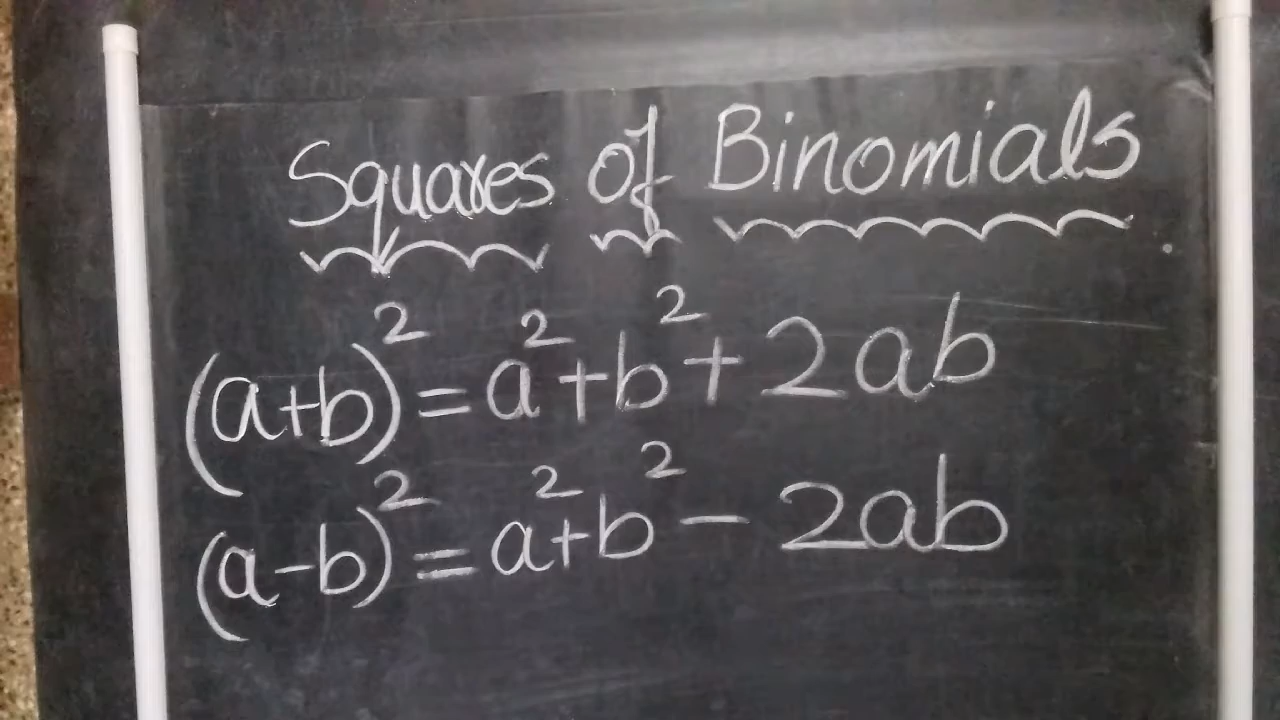 Squares of Binomials
(a+b)² = a²+b²+2ab
(a-b)² = a²+b²-2ab